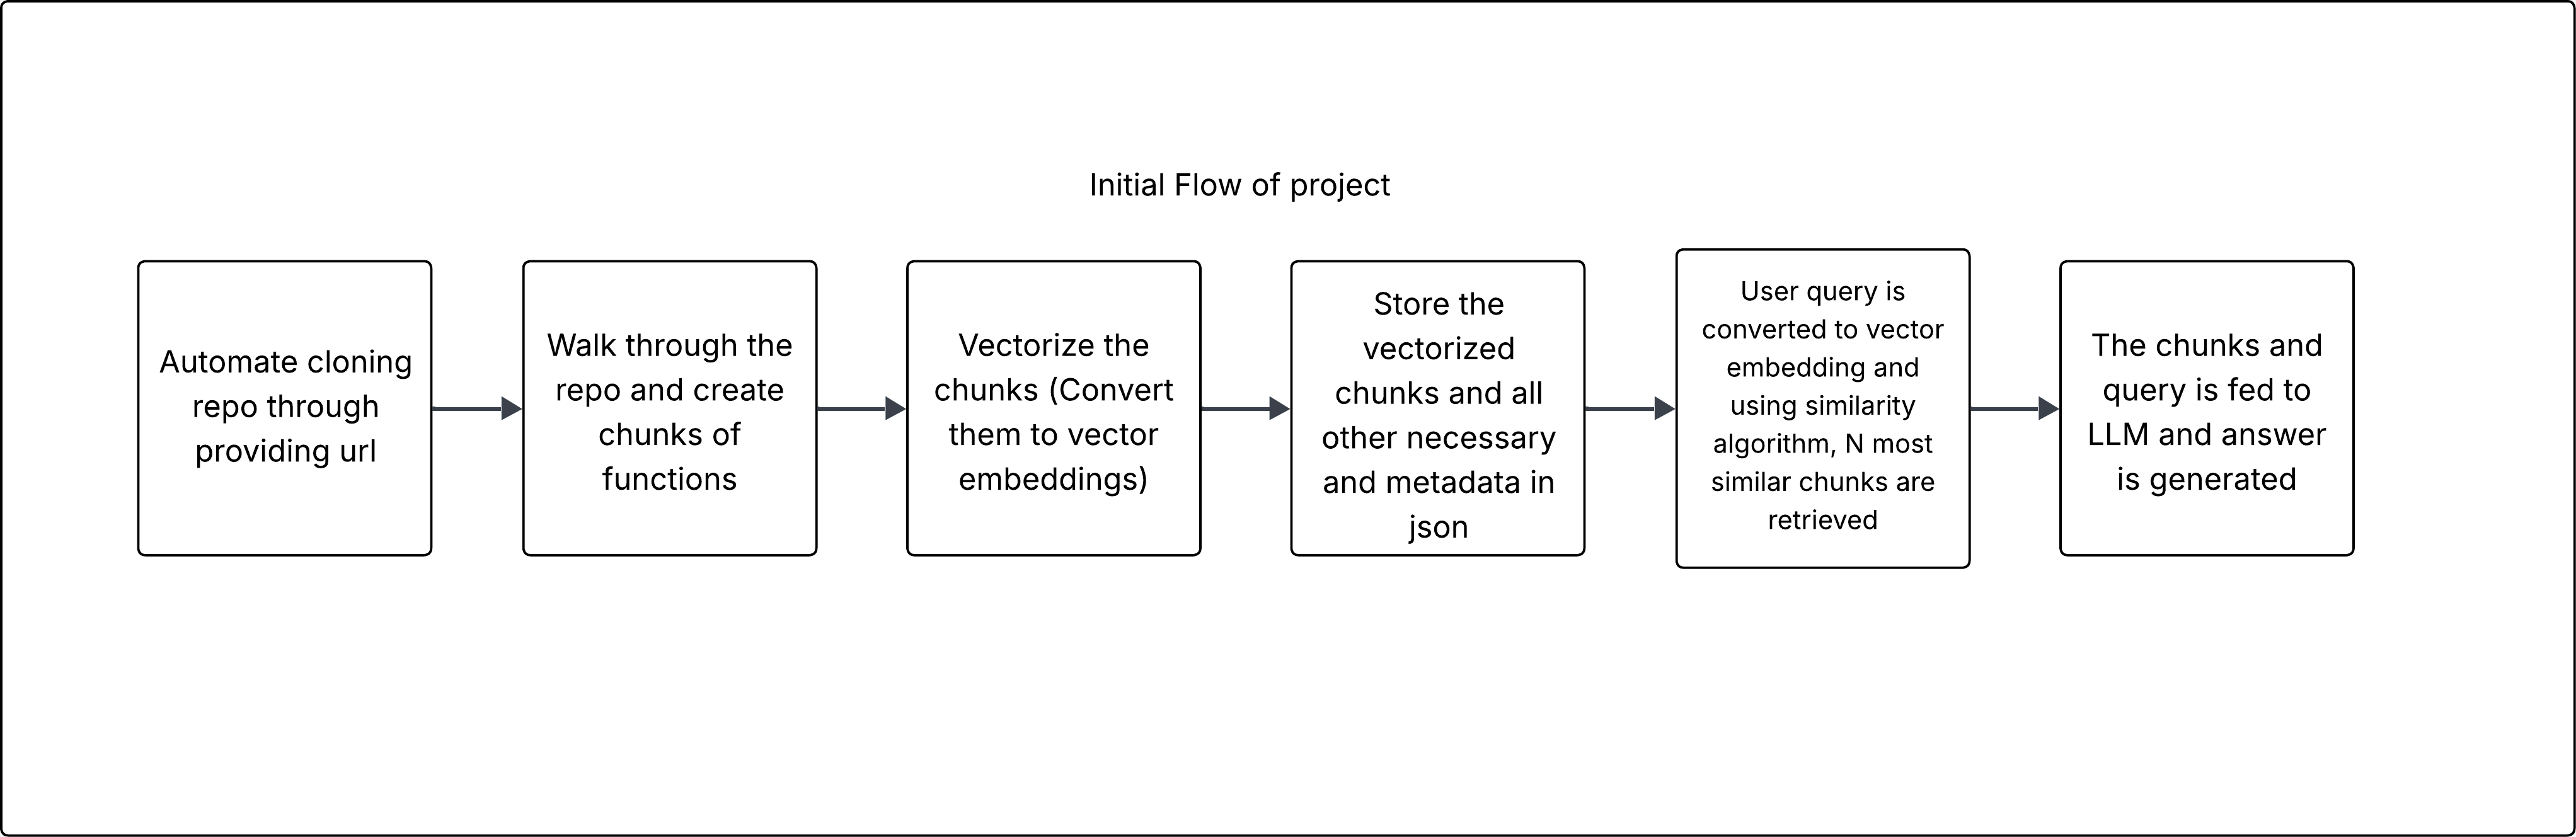 Initial Flow of project
Automate cloning
repo through
providing url
Walk through the
repo and create
chunks of
functions
Vectorize the
chunks (Convert
them to vector
embeddings)
Store the
vectorized
chunks and all
other necessary
and metadata in
json
User query is
converted to vector
embedding and
using similarity
algorithm, N most
similar chunks are
retrieved
The chunks and
query is fed to
LLM and answer
is generated